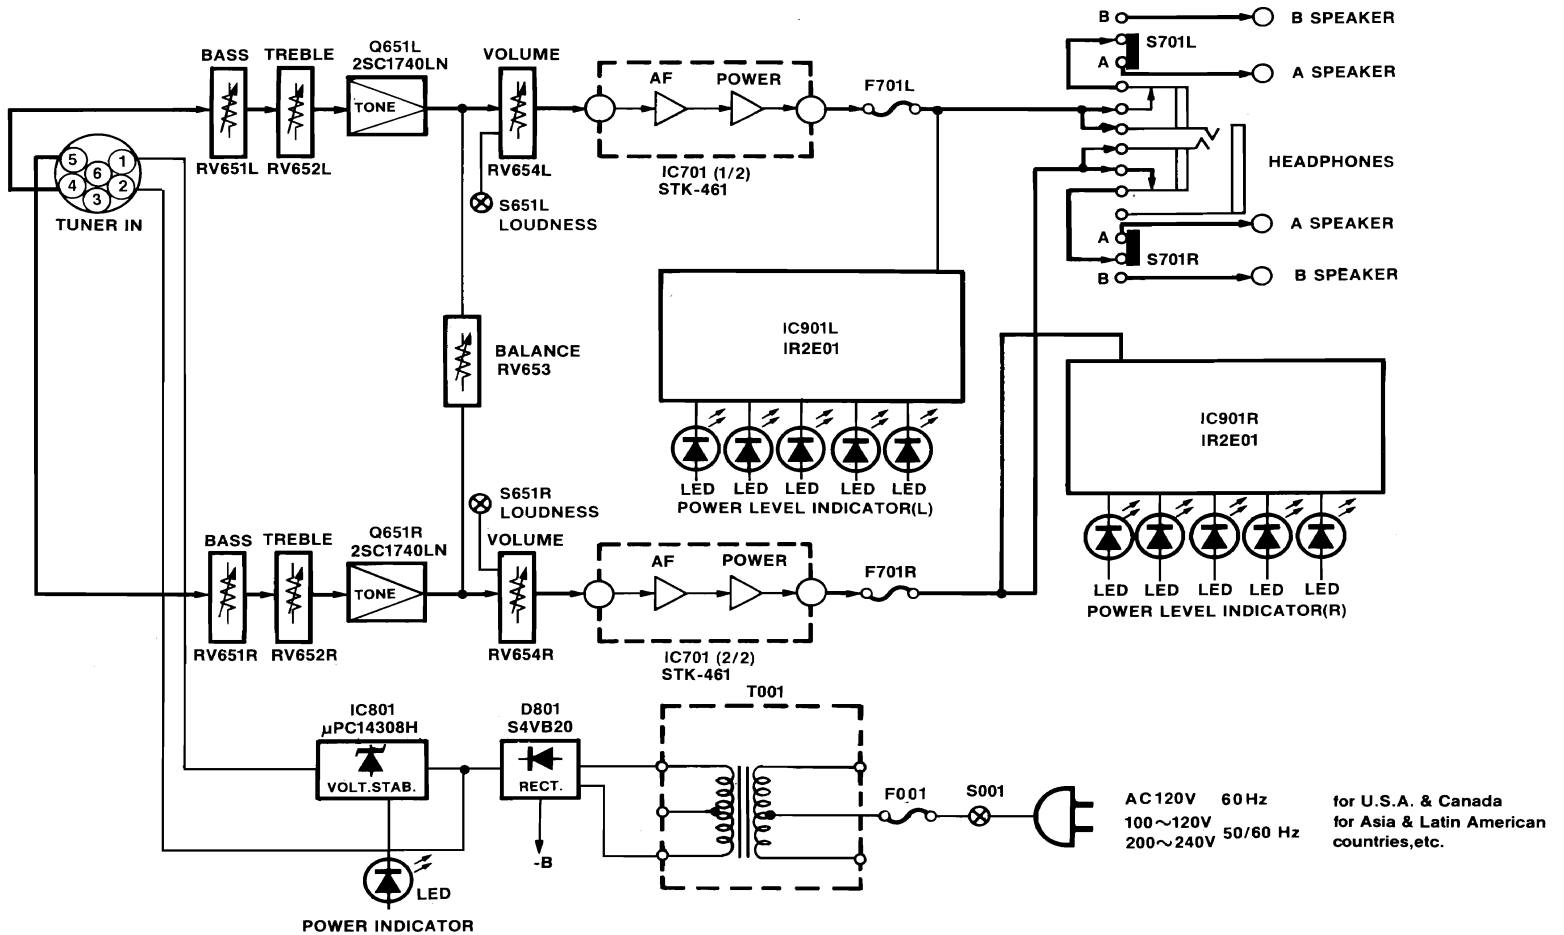 B
B SPEAKER
S701L
A
A SPEAKER
BASS
TREBLE
Q651L
2SC1740LN
VOLUME
AF
POWER
F701L
TONE
RV651L
RV652L
RV654L
IC701 (1/2)
STK-461
HEADPHONES
5
1
6
4
2
3
TUNER IN
S651L
LOUDNESS
A
A SPEAKER
S701R
B
B SPEAKER
IC901L
IR2E01
BALANCE
RV653
IC901R
IR2E01
LED
LED
LED
LED
LED
POWER LEVEL INDICATOR(L)
S651R
LOUDNESS
BASS
TREBLE
Q651R
2SC1740LN
VOLUME
AF
POWER
F701R
TONE
LED
LED
LED
LED
LED
POWER LEVEL INDICATOR(R)
RV651R
RV652R
RV654R
IC701 (2/2)
STK-461
T001
IC801
µPC14308H
D801
S4VB20
VOLT.STAB.
RECT.
-B
F001
S001
AC120V 60Hz for U.S.A. & Canada
100～120V
200～240V
50/60 Hz
for Asia & Latin American
countries,etc.
LED
POWER INDICATOR